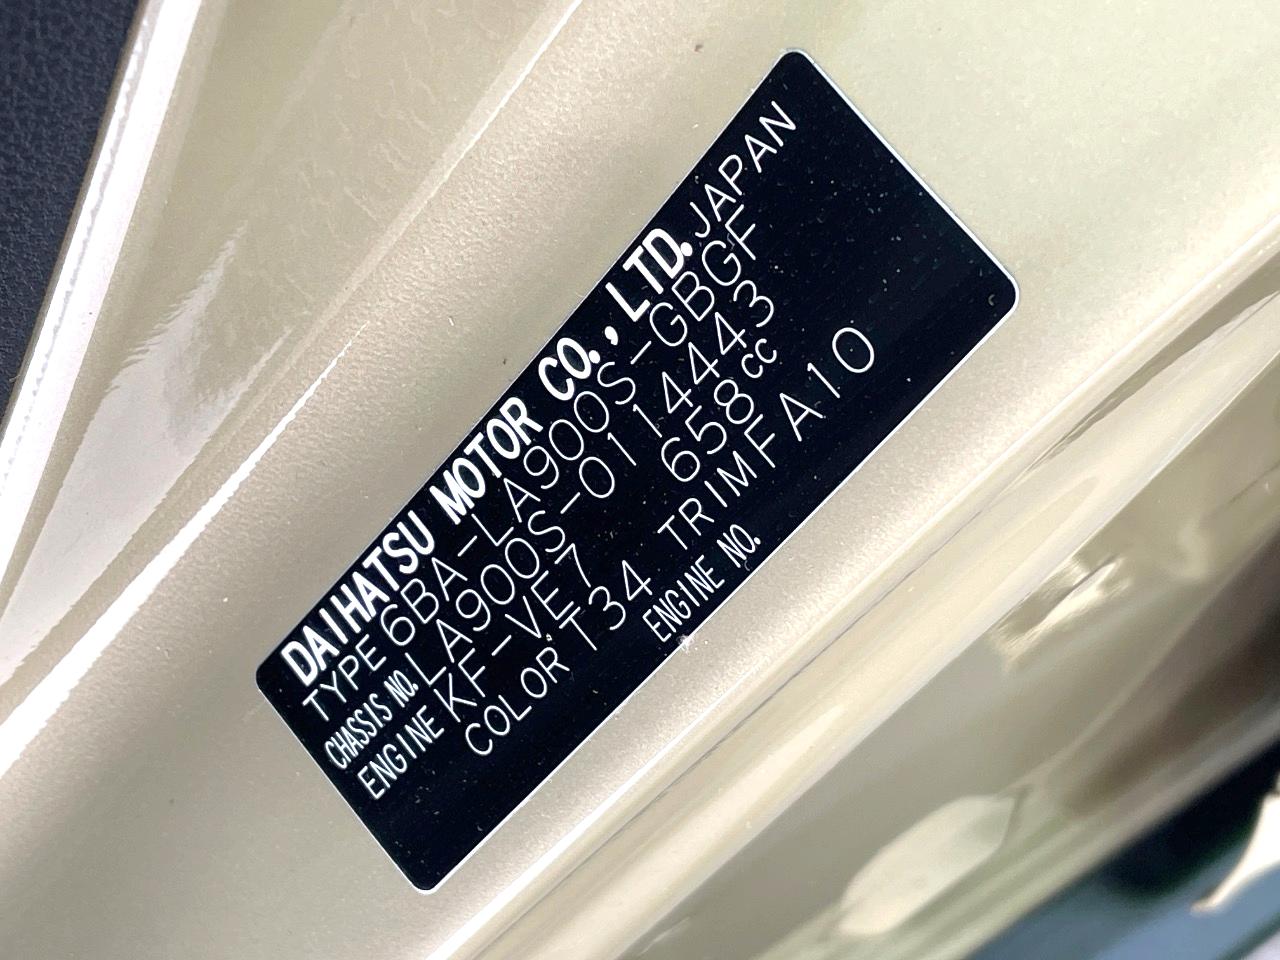 DAIHATSU MOTOR CO., LTD. JAPAN
TYPE 6BA-LA900S-GBGF
CHASSIS NO. LA900S-0114443
ENGINE KF-VE7 658cc
COLOR T34 TRIM FA10
ENGINE NO.